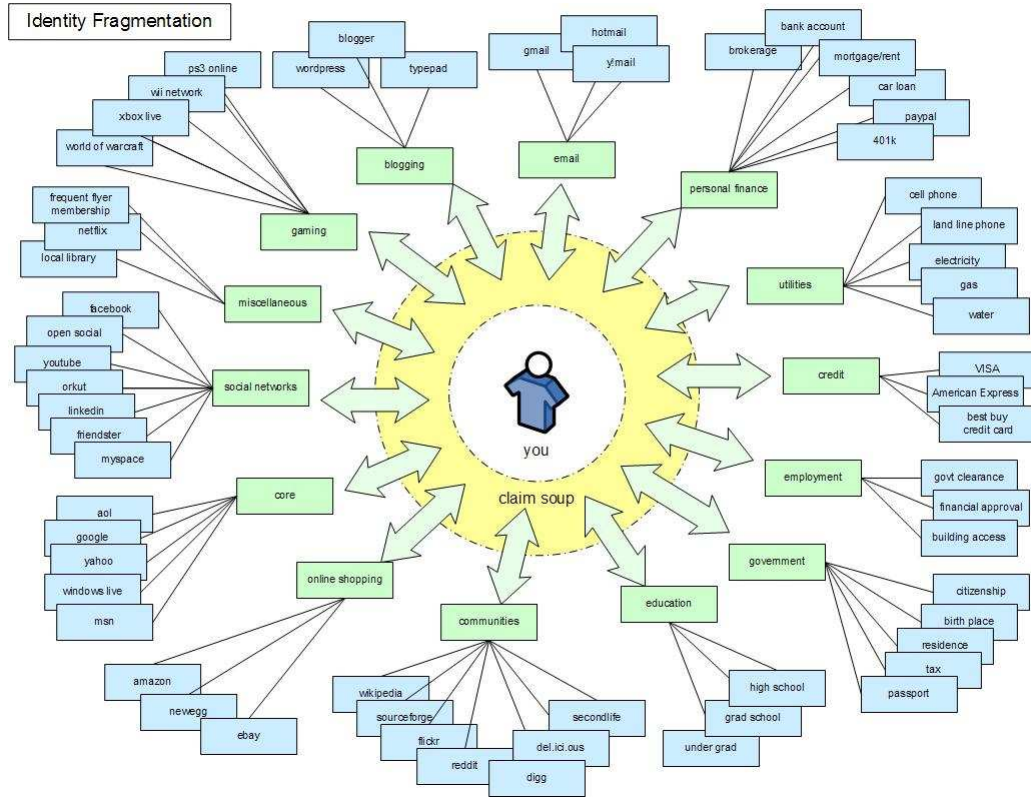 Identity Fragmentation
blogger
wordpress
typepad
blogging
hotmail
gmail
y!mail
email
bank account
brokerage
mortgage/rent
car loan
paypal
401k
personal finance
ps3 online
wii network
xbox live
world of warcraft
gaming
frequent flyer
membership
netflix
local library
miscellaneous
cell phone
land line phone
electricity
gas
water
utilities
facebook
open social
youtube
orkut
linkedin
friendster
myspace
social networks
VISA
American Express
best buy
credit card
credit
you
claim soup
govt clearance
financial approval
building access
employment
aol
google
yahoo
windows live
msn
core
citizenship
birth place
residence
tax
passport
government
online shopping
amazon
newegg
ebay
communities
wikipedia
sourceforge
flickr
reddit
digg
del.ici.ous
secondlife
education
high school
grad school
under grad